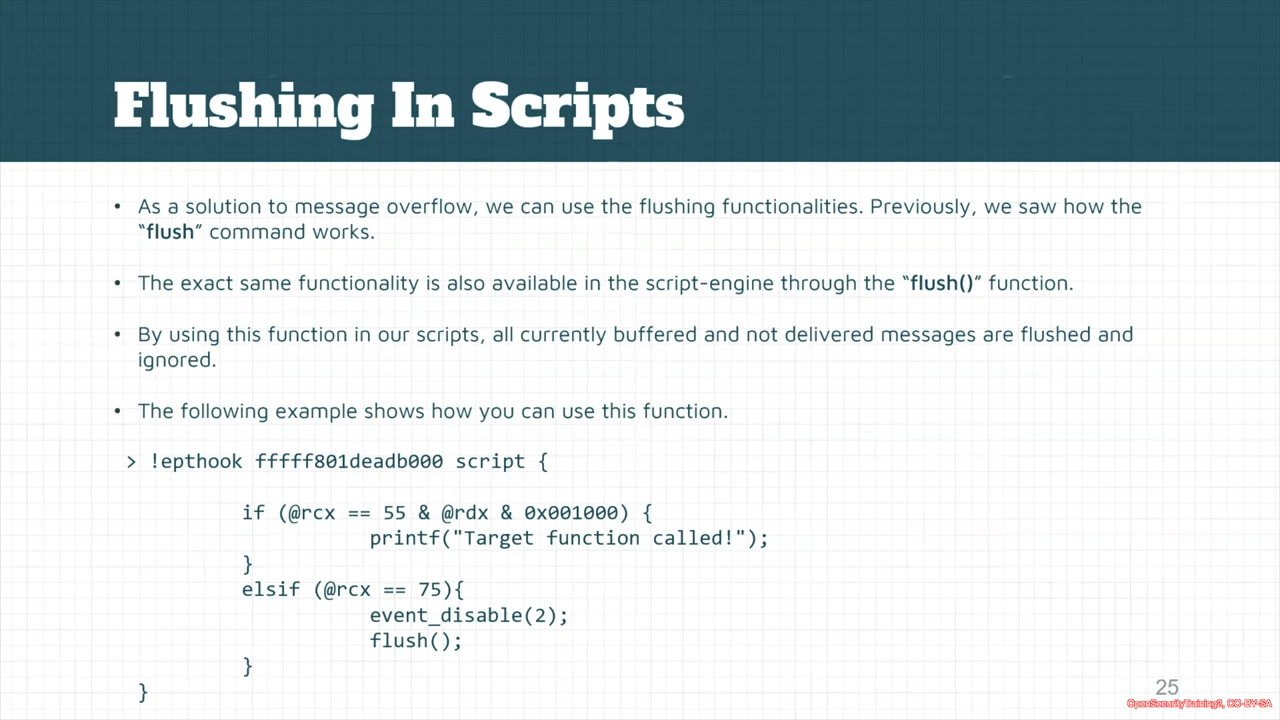 Flushing In Scripts
• As a solution to message overflow, we can use the flushing functionalities. Previously, we saw how the
“flush” command works.
• The exact same functionality is also available in the script-engine through the “flush()” function.
• By using this function in our scripts, all currently buffered and not delivered messages are flushed and
ignored.
• The following example shows how you can use this function.
> !epthook fffff801deadb000 script {
if (@rcx == 55 & @rdx & 0x001000) {
printf("Target function called!");
}
elsif (@rcx == 75){
event_disable(2);
flush();
}
}
25
OpenSecurityTraining2, CC-BY-SA